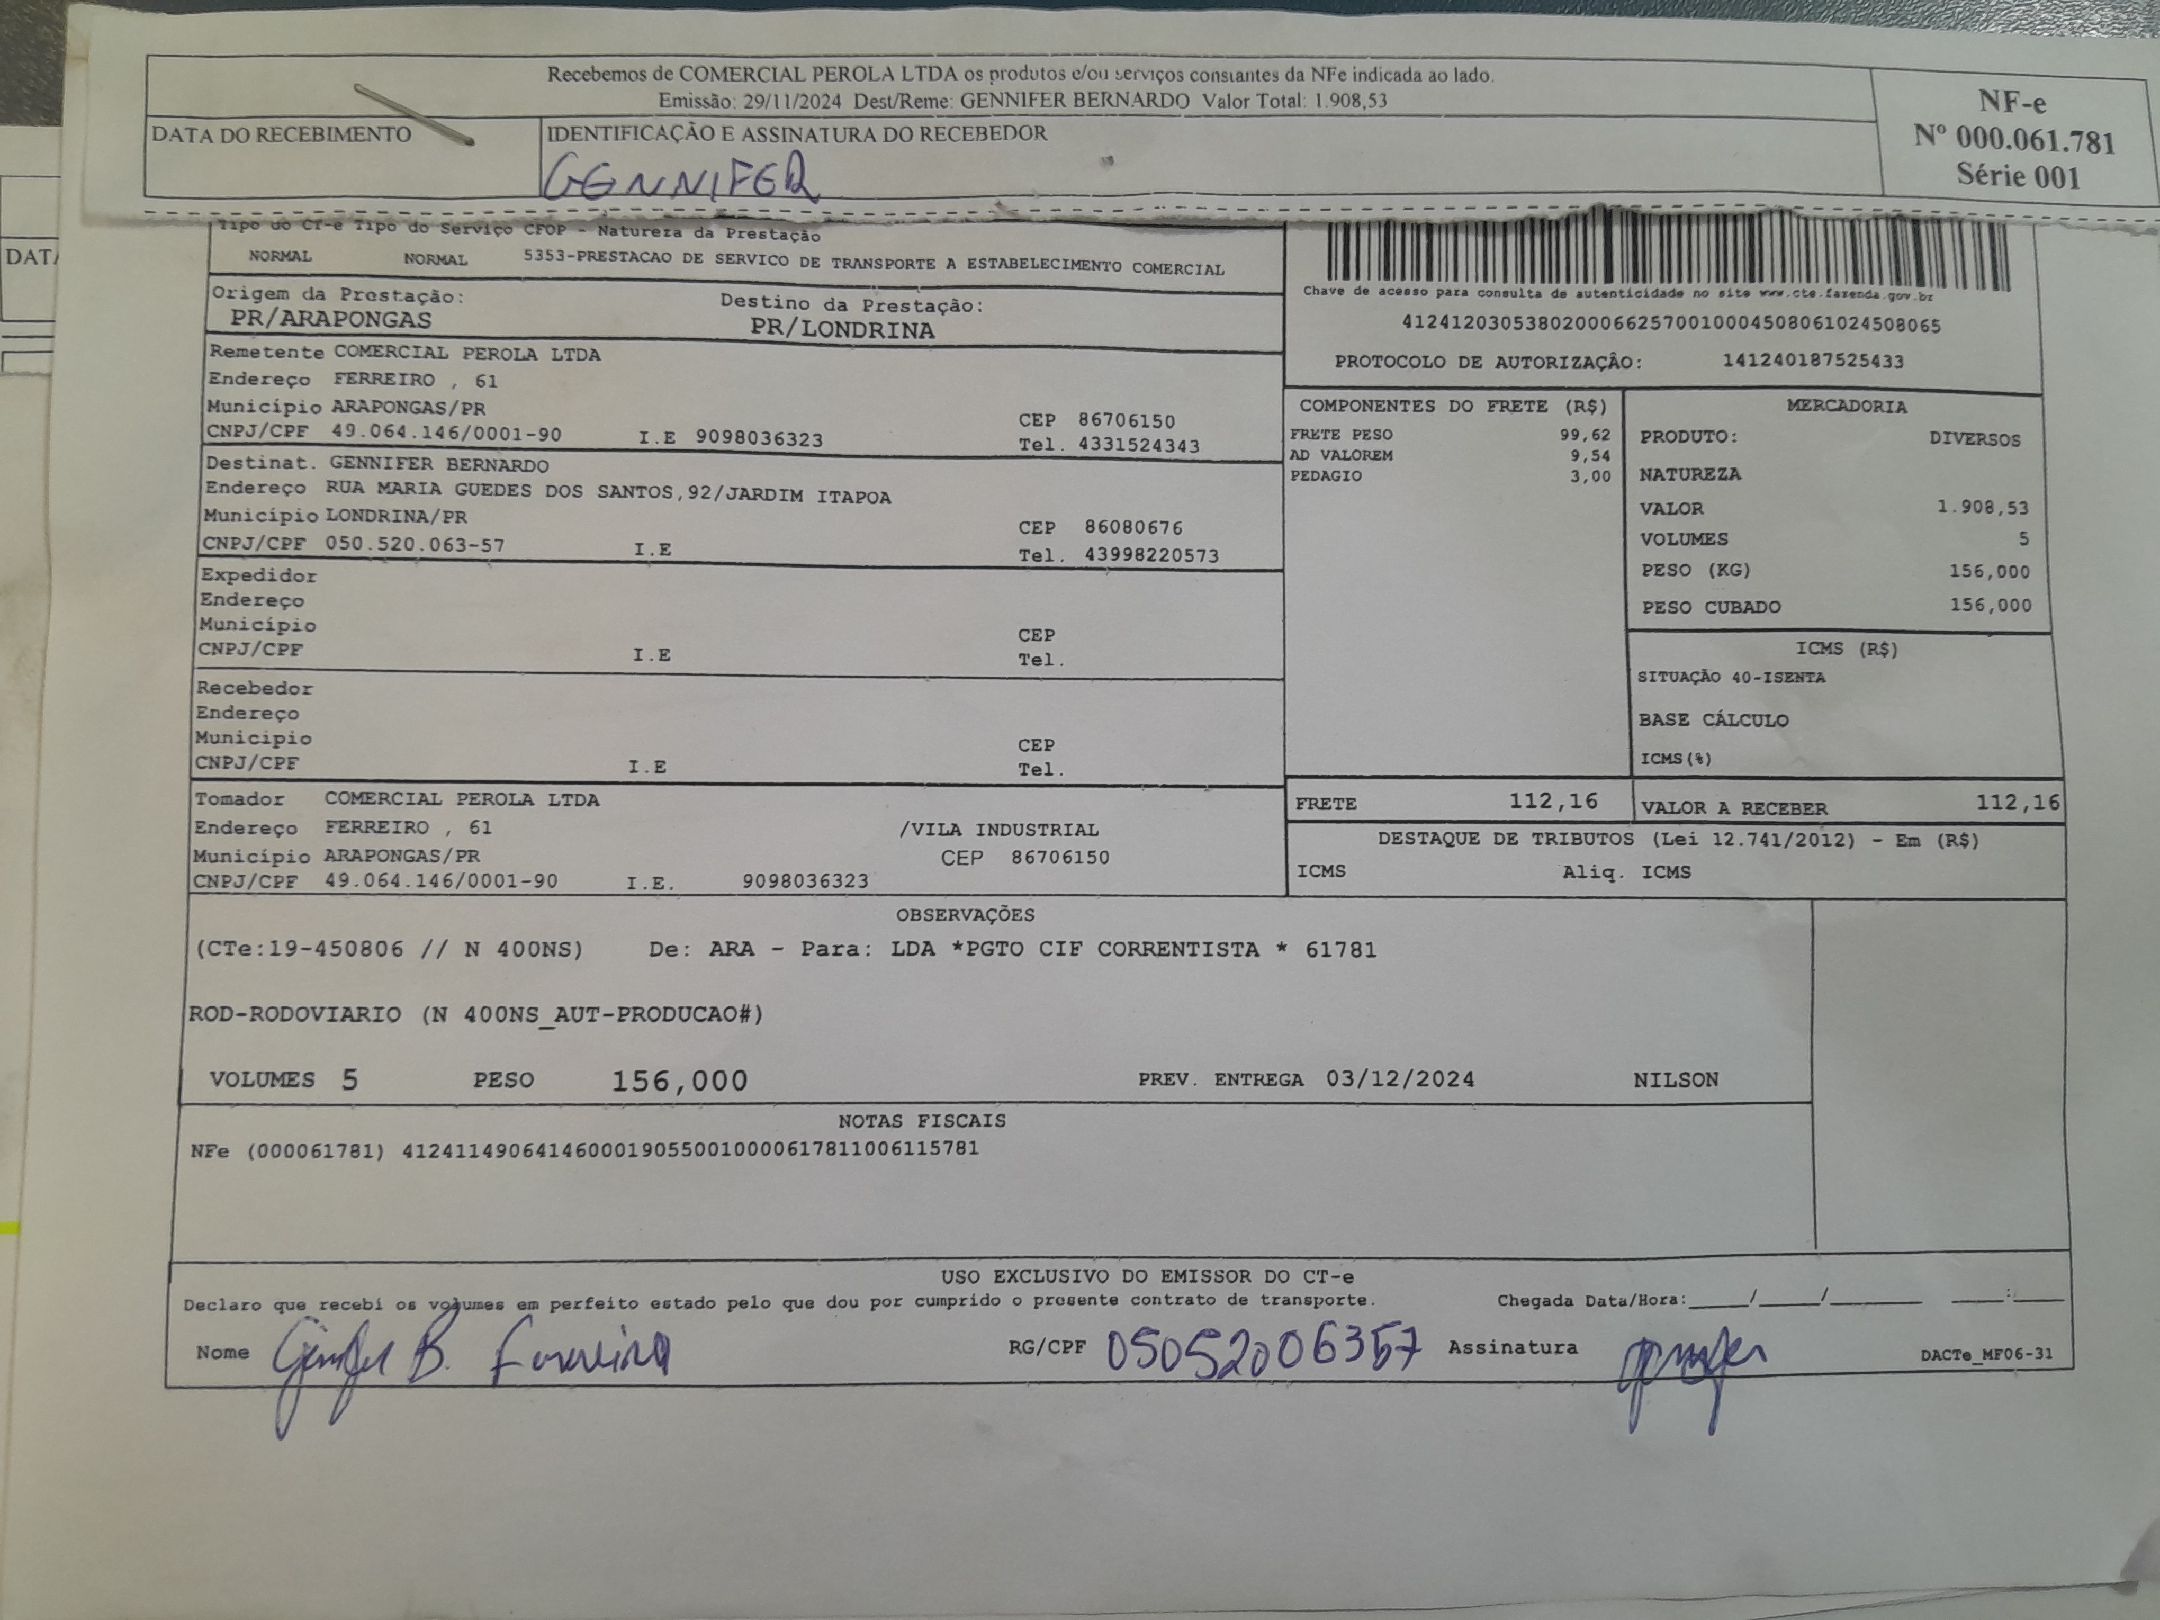 Recebemos de COMERCIAL PEROLA LTDA os produtos e/ou serviços constantes da NFe indicada ao lado.
Emissão: 29/11/2024 Dest/Reme: GENNIFER BERNARDO Valor Total: 1.908,53
DATA DO RECEBIMENTO
IDENTIFICAÇÃO E ASSINATURA DO RECEBEDOR
GENNIFER
NF-e
Nº 000.061.781
Série 001
DATA
Tipo do CT-e Tipo do Serviço CFOP - Natureza da Prestação
NORMAL NORMAL 5353-PRESTACAO DE SERVICO DE TRANSPORTE A ESTABELECIMENTO COMERCIAL
Origem da Prestação: Destino da Prestação:
PR/ARAPONGAS PR/LONDRINA
Chave de acesso para consulta de autenticidade no site www.cte.fazenda.gov.br
41241203053802000662570010004508061024508065
PROTOCOLO DE AUTORIZAÇÃO: 141240187525433
Remetente COMERCIAL PEROLA LTDA
Endereço FERREIRO , 61
Município ARAPONGAS/PR CEP 86706150
CNPJ/CPF 49.064.146/0001-90 I.E 9098036323 Tel. 4331524343
Destinat. GENNIFER BERNARDO
Endereço RUA MARIA GUEDES DOS SANTOS,92/JARDIM ITAPOA
Município LONDRINA/PR CEP 86080676
CNPJ/CPF 050.520.063-57 I.E Tel. 43998220573
Expedidor
Endereço
Município CEP
CNPJ/CPF I.E Tel.
Recebedor
Endereço
Municipio CEP
CNPJ/CPF I.E Tel.
Tomador COMERCIAL PEROLA LTDA
Endereço FERREIRO , 61 /VILA INDUSTRIAL
Município ARAPONGAS/PR CEP 86706150
CNPJ/CPF 49.064.146/0001-90 I.E. 9098036323
COMPONENTES DO FRETE (R$)
FRETE PESO 99,62
AD VALOREM 9,54
PEDAGIO 3,00
MERCADORIA
PRODUTO: DIVERSOS
NATUREZA
VALOR 1.908,53
VOLUMES 5
PESO (KG) 156,000
PESO CUBADO 156,000
ICMS (R$)
SITUAÇÃO 40-ISENTA
BASE CÁLCULO
ICMS(%)
FRETE 112,16 VALOR A RECEBER 112,16
DESTAQUE DE TRIBUTOS (Lei 12.741/2012) - Em (R$)
ICMS Aliq. ICMS
OBSERVAÇÕES
(CTe:19-450806 // N 400NS) De: ARA - Para: LDA *PGTO CIF CORRENTISTA * 61781
ROD-RODOVIARIO (N 400NS_AUT-PRODUCAO#)
VOLUMES 5 PESO 156,000 PREV. ENTREGA 03/12/2024 NILSON
NOTAS FISCAIS
NFe (000061781) 41241149064146000190550010000617811006115781
USO EXCLUSIVO DO EMISSOR DO CT-e
Declaro que recebi os volumes em perfeito estado pelo que dou por cumprido o presente contrato de transporte. Chegada Data/Hora:____/____/______ ____:____
Nome B. Ferreira RG/CPF 05052006357 Assinatura DACTe_MF06-31